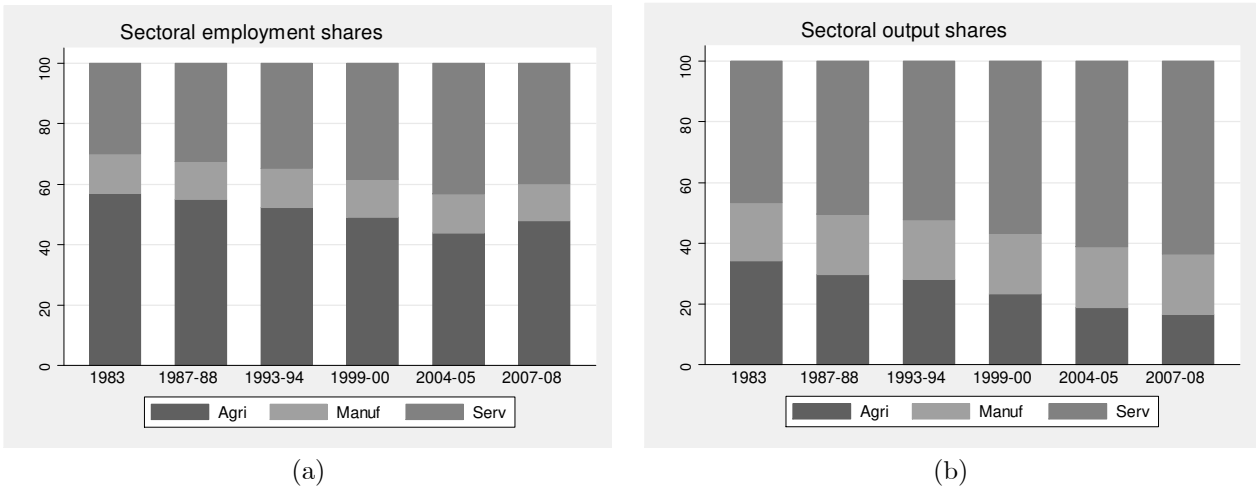 Sectoral employment shares
100
80
60
40
20
0
1983 1987-88 1993-94 1999-00 2004-05 2007-08
Agri Manuf Serv
(a)
Sectoral output shares
100
80
60
40
20
0
1983 1987-88 1993-94 1999-00 2004-05 2007-08
Agri Manuf Serv
(b)